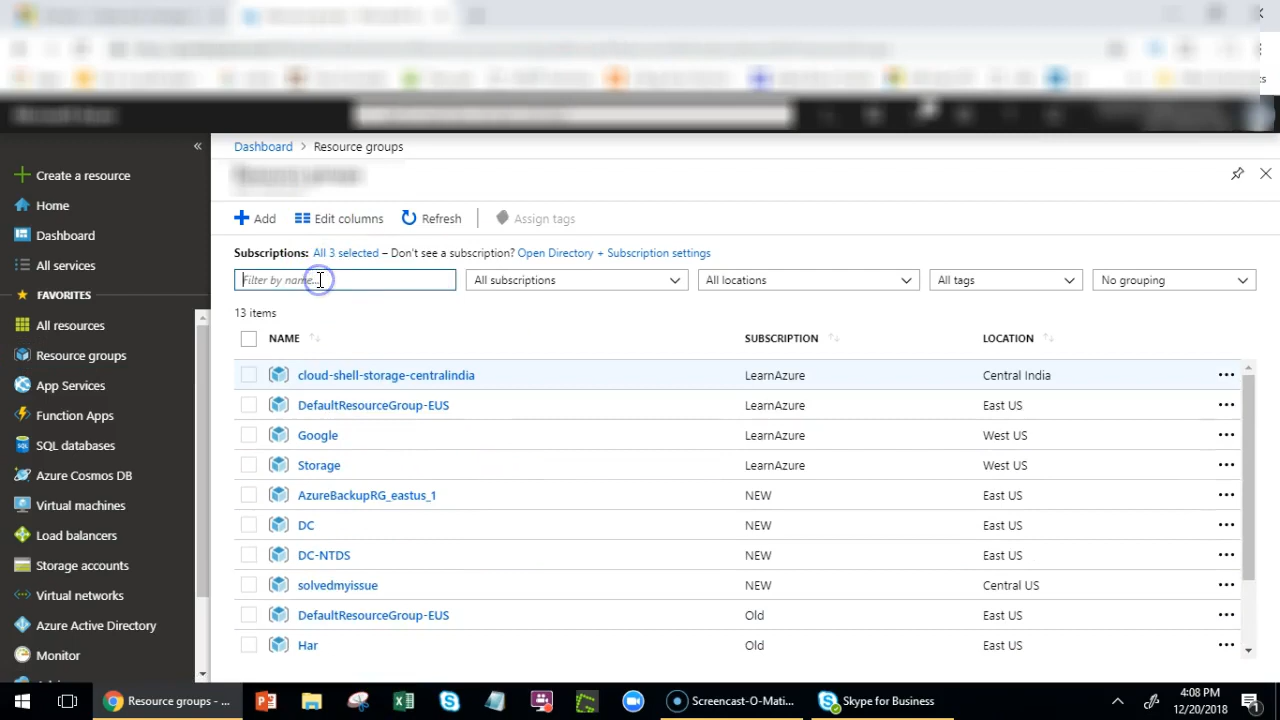 «
Dashboard > Resource groups
Create a resource
Home
Dashboard
All services
FAVORITES
All resources
Resource groups
App Services
Function Apps
SQL databases
Azure Cosmos DB
Virtual machines
Load balancers
Storage accounts
Virtual networks
Azure Active Directory
Monitor
Add
Edit columns
Refresh
Assign tags
Subscriptions: All 3 selected – Don't see a subscription? Open Directory + Subscription settings
Filter by name... All subscriptions All locations All tags No grouping
13 items
NAME SUBSCRIPTION LOCATION
cloud-shell-storage-centralindia LearnAzure Central India
DefaultResourceGroup-EUS LearnAzure East US
Google LearnAzure West US
Storage LearnAzure West US
AzureBackupRG_eastus_1 NEW East US
DC NEW East US
DC-NTDS NEW East US
solvedmyissue NEW Central US
DefaultResourceGroup-EUS Old East US
Har Old East US
Resource groups - ...
Screencast-O-Mati...
Skype for Business
4:08 PM
12/20/2018
1